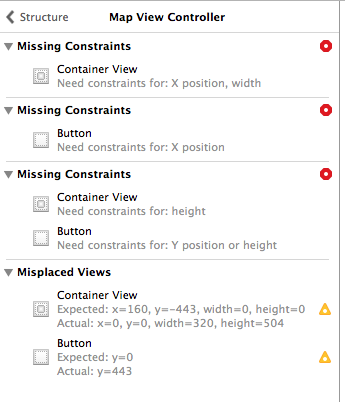 Structure
Map View Controller
Missing Constraints
Container View
Need constraints for: X position, width
Missing Constraints
Button
Need constraints for: X position
Missing Constraints
Container View
Need constraints for: height
Button
Need constraints for: Y position or height
Misplaced Views
Container View
Expected: x=160, y=-443, width=0, height=0
Actual: x=0, y=0, width=320, height=504
Button
Expected: y=0
Actual: y=443